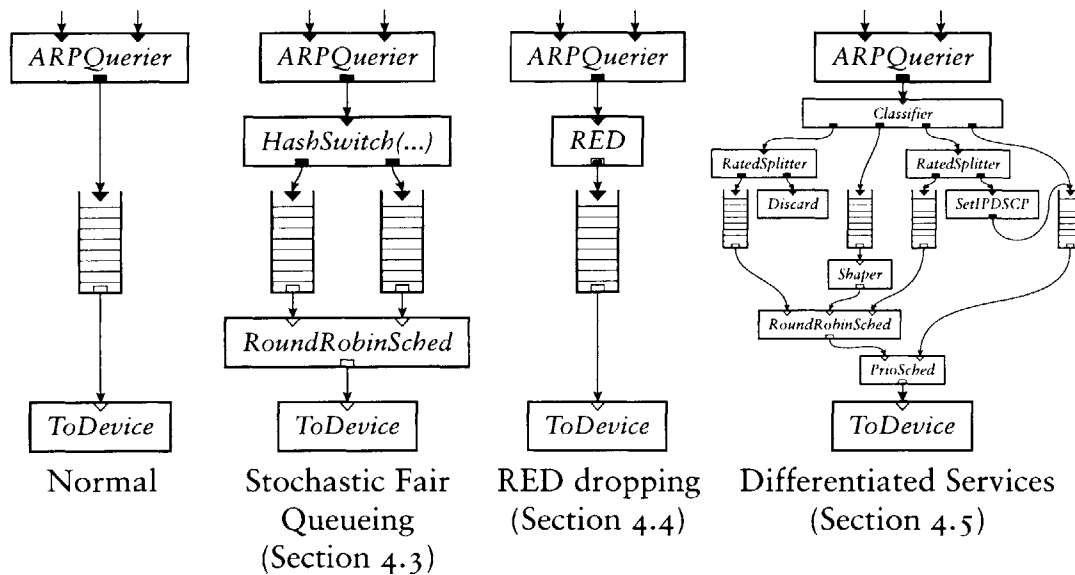 ARPQuerier
ToDevice
Normal
ARPQuerier
HashSwitch(...)
RoundRobinSched
ToDevice
Stochastic Fair
Queueing
(Section 4.3)
ARPQuerier
RED
ToDevice
RED dropping
(Section 4.4)
ARPQuerier
Classifier
RatedSplitter
RatedSplitter
Discard
SetIPDSCP
Shaper
RoundRobinSched
PrioSched
ToDevice
Differentiated Services
(Section 4.5)